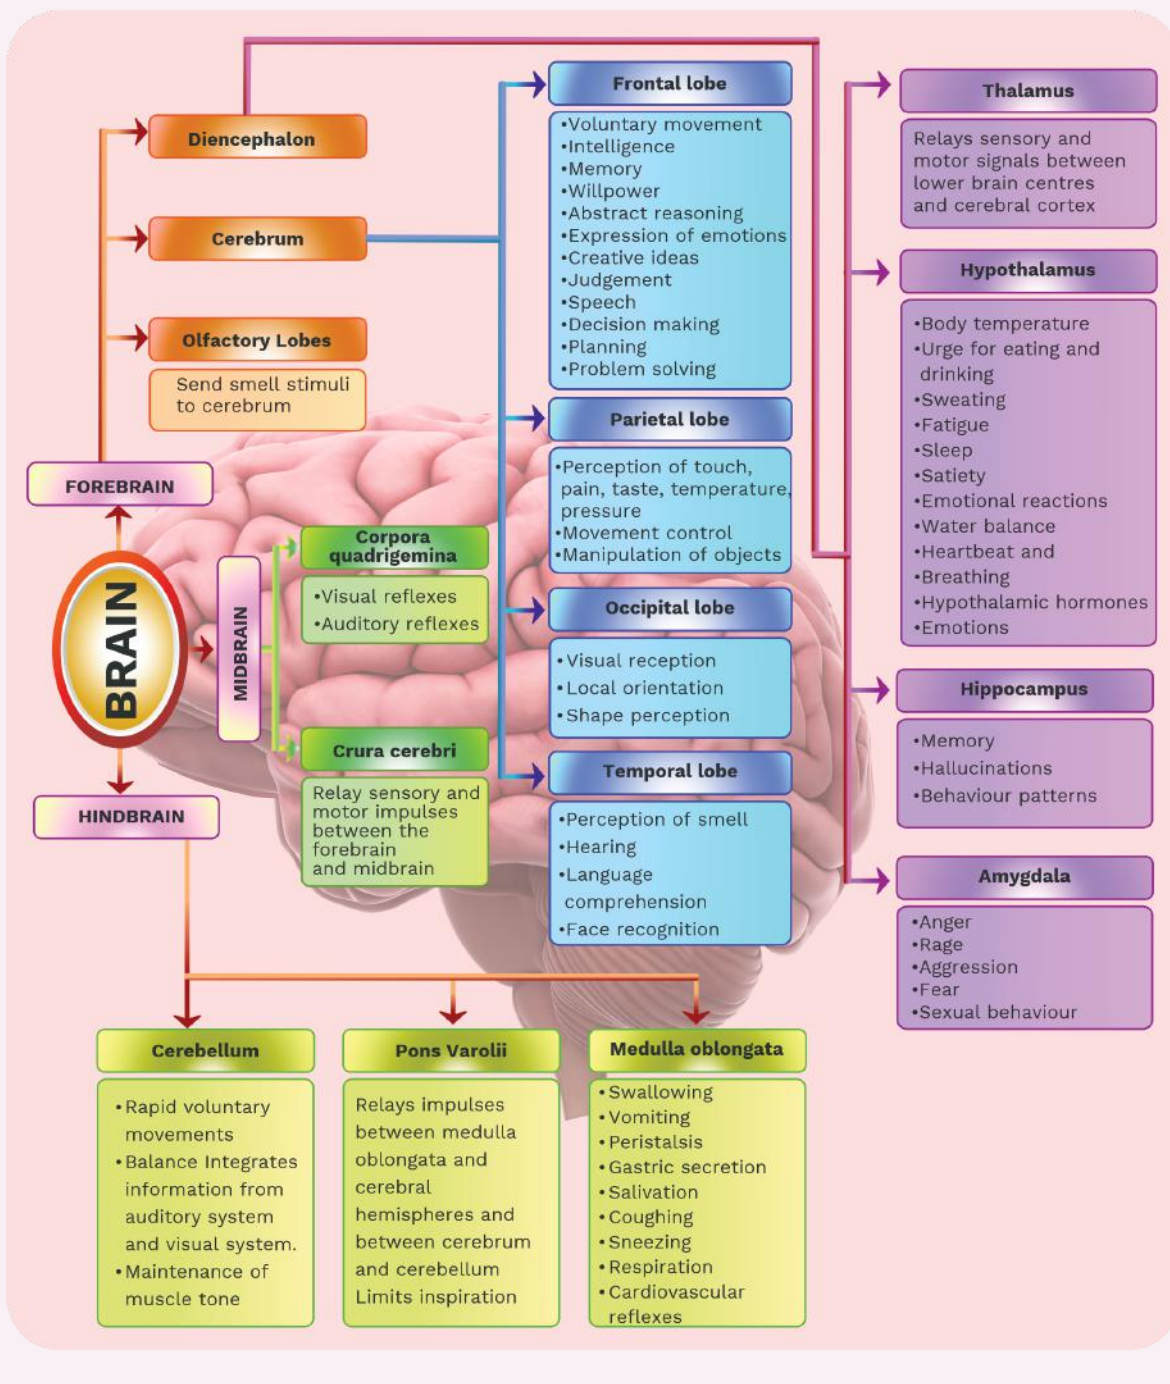 Diencephalon
Cerebrum
Olfactory Lobes
Send smell stimuli
to cerebrum
FOREBRAIN
BRAIN
MIDBRAIN
HINDBRAIN
Corpora
quadrigemina
•Visual reflexes
•Auditory reflexes
Crura cerebri
Relay sensory and
motor impulses
between the
forebrain
and midbrain
Frontal lobe
•Voluntary movement
•Intelligence
•Memory
•Willpower
•Abstract reasoning
•Expression of emotions
•Creative ideas
•Judgement
•Speech
•Decision making
•Planning
•Problem solving
Parietal lobe
•Perception of touch,
pain, taste, temperature,
pressure
•Movement control
•Manipulation of objects
Occipital lobe
• Visual reception
• Local orientation
• Shape perception
Temporal lobe
•Perception of smell
•Hearing
•Language
comprehension
•Face recognition
Thalamus
Relays sensory and
motor signals between
lower brain centres
and cerebral cortex
Hypothalamus
•Body temperature
•Urge for eating and
drinking
•Sweating
•Fatigue
•Sleep
•Satiety
•Emotional reactions
•Water balance
•Heartbeat and
•Breathing
•Hypothalamic hormones
•Emotions
Hippocampus
•Memory
•Hallucinations
•Behaviour patterns
Amygdala
•Anger
•Rage
•Aggression
•Fear
•Sexual behaviour
Cerebellum
•Rapid voluntary
movements
•Balance Integrates
information from
auditory system
and visual system.
•Maintenance of
muscle tone
Pons Varolii
Relays impulses
between medulla
oblongata and
cerebral
hemispheres and
between cerebrum
and cerebellum
Limits inspiration
Medulla oblongata
•Swallowing
•Vomiting
•Peristalsis
•Gastric secretion
•Salivation
•Coughing
•Sneezing
•Respiration
•Cardiovascular
reflexes